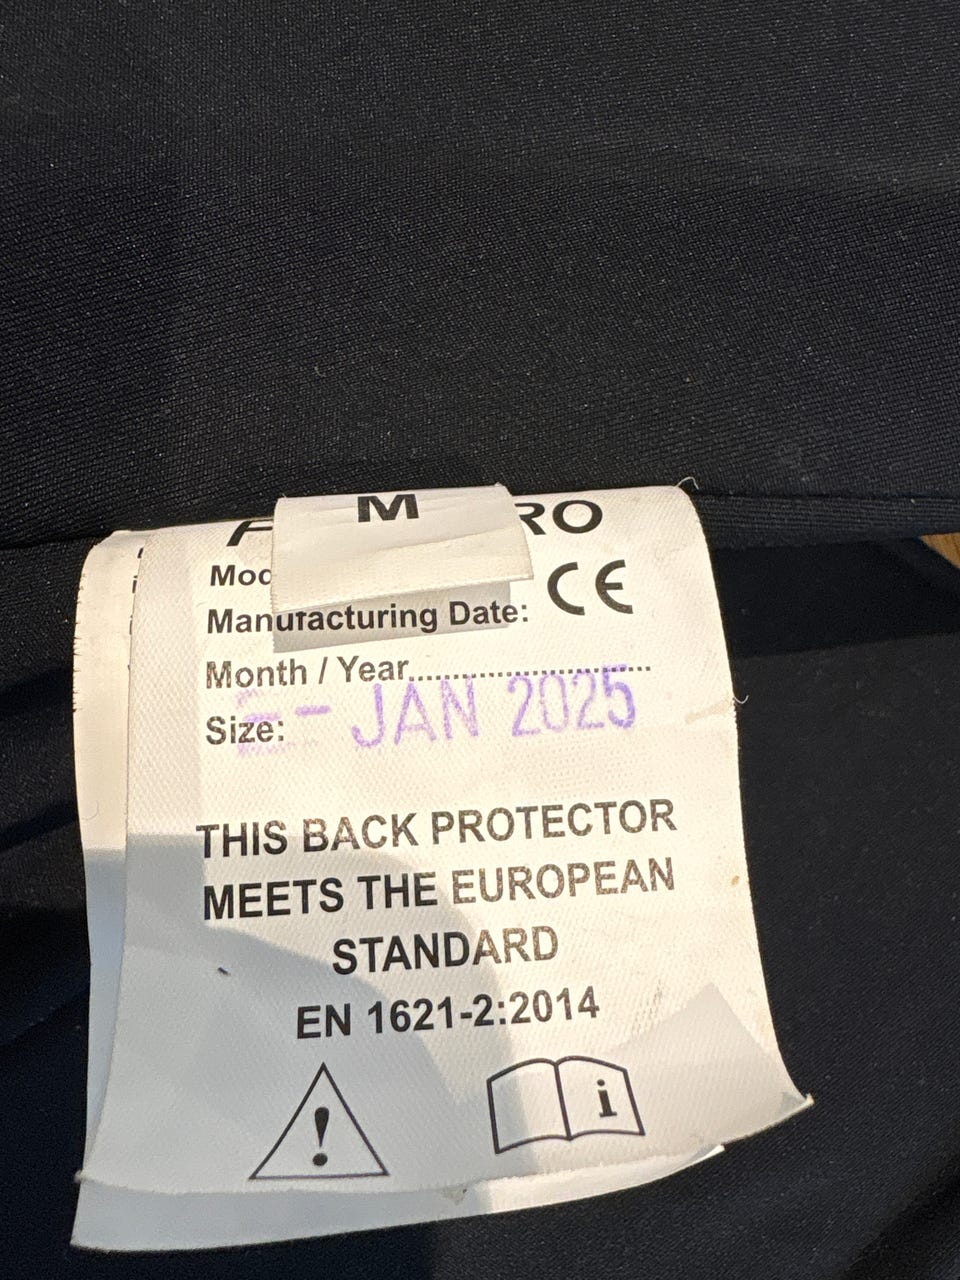 M
CE
Manufacturing Date:
Month / Year..............................
JAN 2025
Size:
THIS BACK PROTECTOR
MEETS THE EUROPEAN
STANDARD
EN 1621-2:2014
i